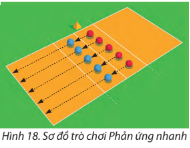 Hình 18. Sơ đồ trò chơi Phản ứng nhanh